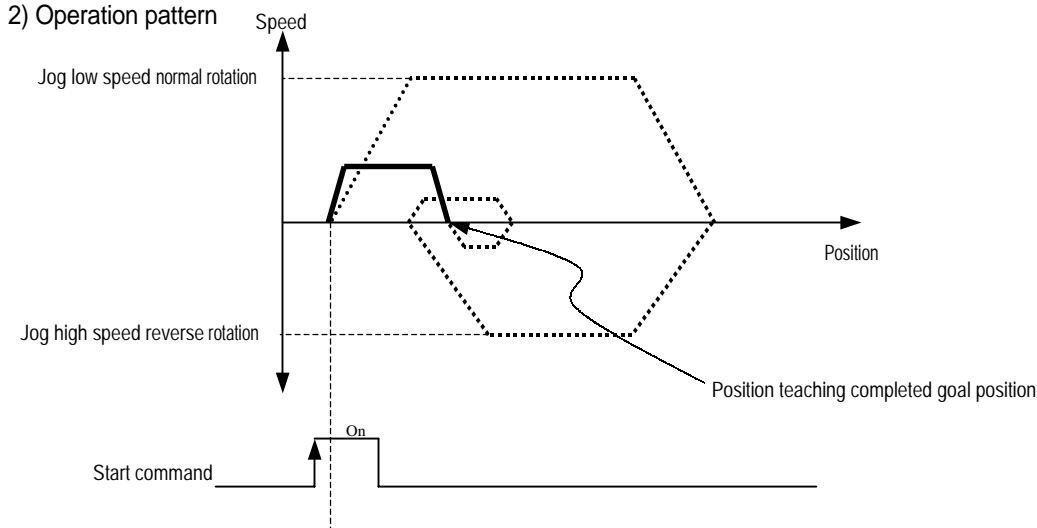 2) Operation pattern
Speed
Jog low speed normal rotation
Position
Jog high speed reverse rotation
Position teaching completed goal position
On
Start command